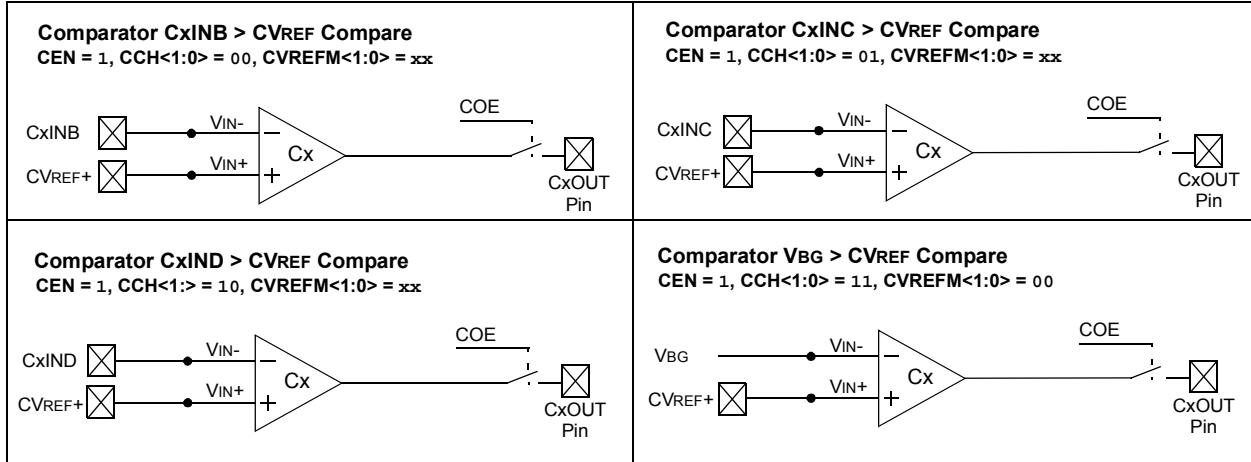 Comparator CxINB > CVREF Compare
CEN = 1, CCH<1:0> = 00, CVREFM<1:0> = xx
COE
CxINB
VIN-
-
Cx
CVREF+
VIN+
+
CxOUT
Pin
Comparator CxINC > CVREF Compare
CEN = 1, CCH<1:0> = 01, CVREFM<1:0> = xx
COE
CxINC
VIN-
-
Cx
CVREF+
VIN+
+
CxOUT
Pin
Comparator CxIND > CVREF Compare
CEN = 1, CCH<1:> = 10, CVREFM<1:0> = xx
COE
CxIND
VIN-
-
Cx
CVREF+
VIN+
+
CxOUT
Pin
Comparator VBG > CVREF Compare
CEN = 1, CCH<1:0> = 11, CVREFM<1:0> = 00
COE
VBG
VIN-
-
Cx
CVREF+
VIN+
+
CxOUT
Pin